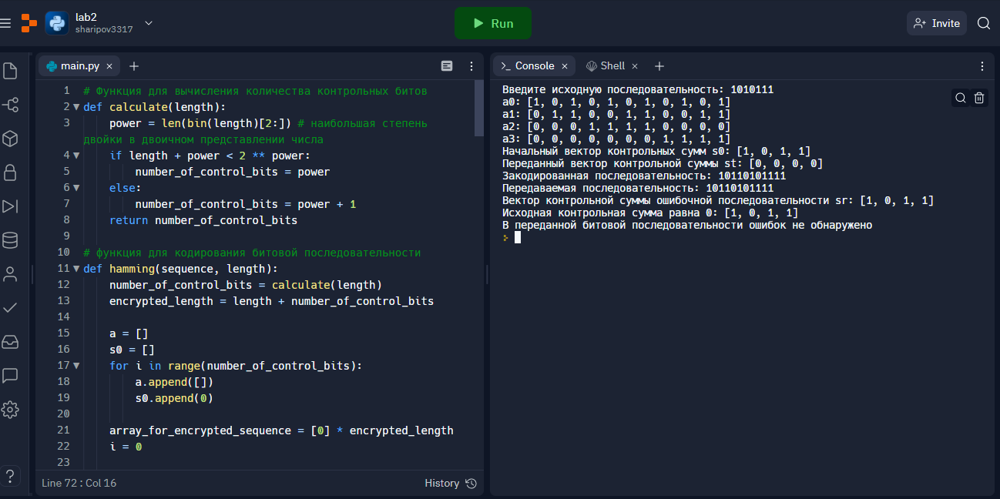 lab2
sharipov3317
Run
Invite
main.py
1 # Функция для вычисления количества контрольных битов
2 def calculate(length):
3 power = len(bin(length)[2:]) # наибольшая степень
двойки в двоичном представлении числа
4 if length + power < 2 ** power:
5 number_of_control_bits = power
6 else:
7 number_of_control_bits = power + 1
8 return number_of_control_bits
9
10 # функция для кодирования битовой последовательности
11 def hamming(sequence, length):
12 number_of_control_bits = calculate(length)
13 encrypted_length = length + number_of_control_bits
14
15 a = []
16 s0 = []
17 for i in range(number_of_control_bits):
18 a.append([])
19 s0.append(0)
20
21 array_for_encrypted_sequence = [0] * encrypted_length
22 i = 0
23
Line 72 : Col 16
History
Console
Shell
Введите исходную последовательность: 1010111
a0: [1, 0, 1, 0, 1, 0, 1, 0, 1, 0, 1]
a1: [0, 1, 1, 0, 0, 1, 1, 0, 0, 1, 1]
a2: [0, 0, 0, 1, 1, 1, 1, 0, 0, 0, 0]
a3: [0, 0, 0, 0, 0, 0, 0, 1, 1, 1, 1]
Начальный вектор контрольных сумм s0: [1, 0, 1, 1]
Переданный вектор контрольной суммы st: [0, 0, 0, 0]
Закодированная последовательность: 10110101111
Передаваемая последовательность: 10110101111
Вектор контрольной суммы ошибочной последовательности sr: [1, 0, 1, 1]
Исходная контрольная сумма равна 0: [1, 0, 1, 1]
В переданной битовой последовательности ошибок не обнаружено